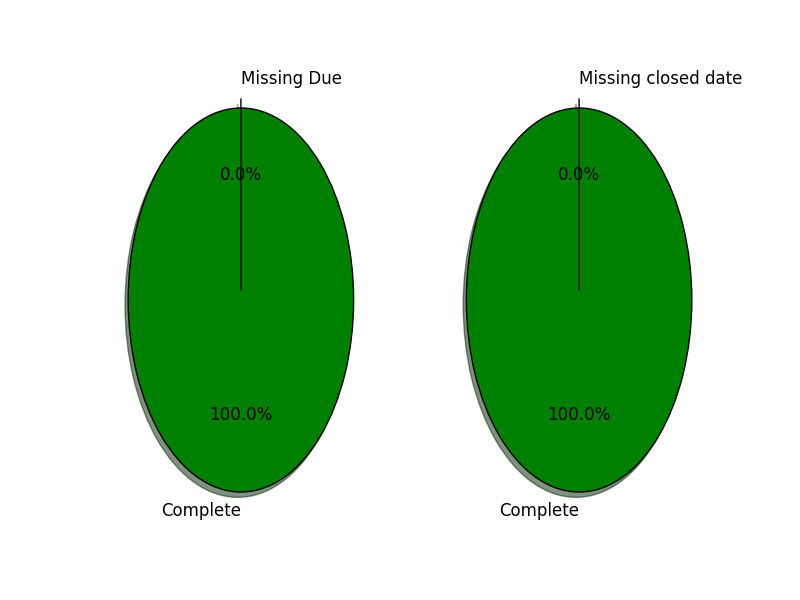 Missing Due
0.0%
100.0%
Complete
Missing closed date
0.0%
100.0%
Complete